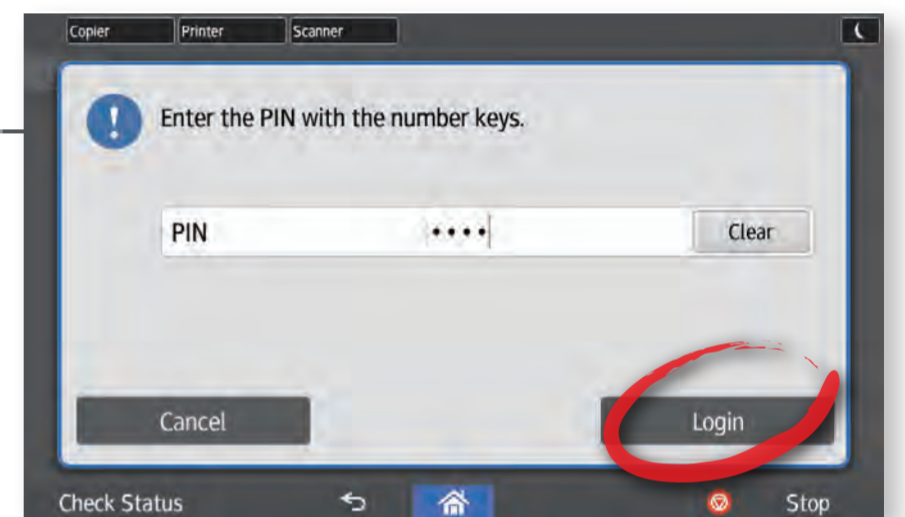 Copier Printer Scanner
Enter the PIN with the number keys.
PIN •••• Clear
Cancel Login
Check Status Stop